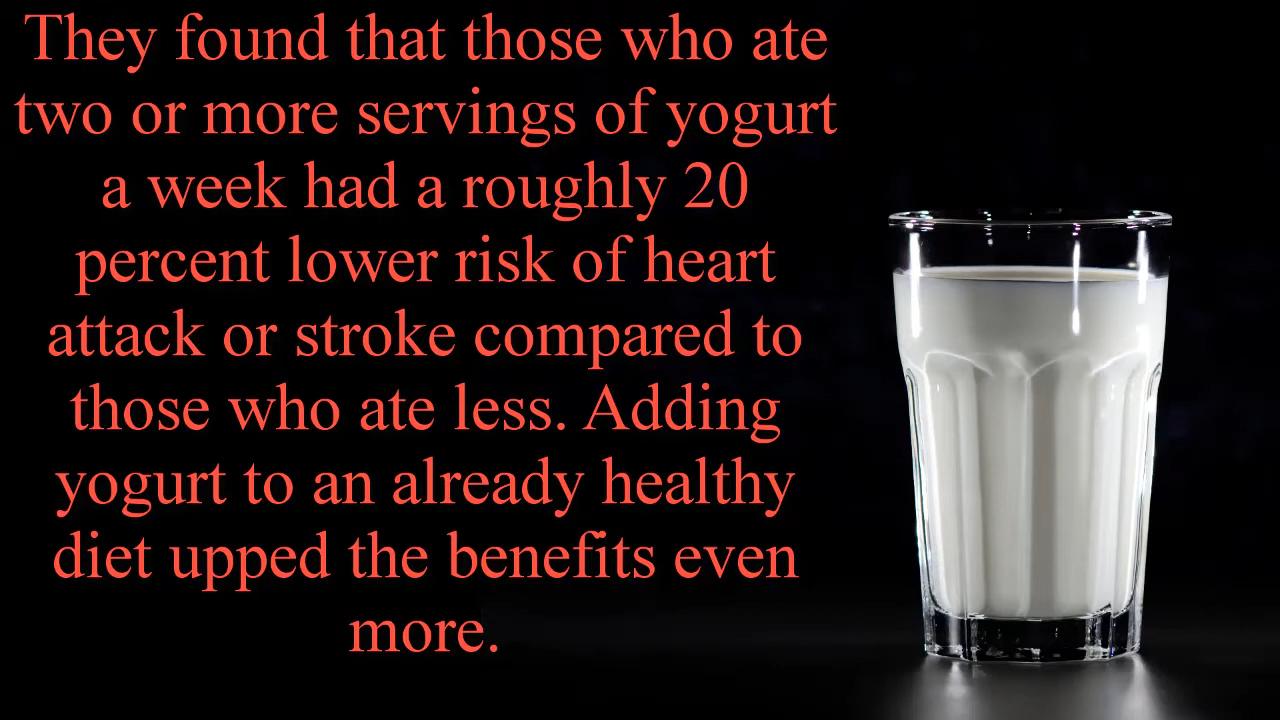 They found that those who ate
two or more servings of yogurt
a week had a roughly 20
percent lower risk of heart
attack or stroke compared to
those who ate less. Adding
yogurt to an already healthy
diet upped the benefits even
more.